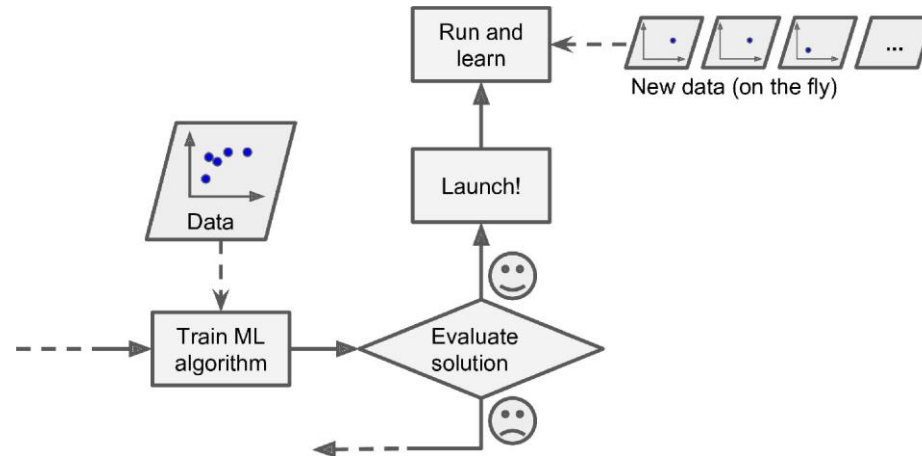 Run and
learn
...
New data (on the fly)
Launch!
Data
Train ML
algorithm
Evaluate
solution